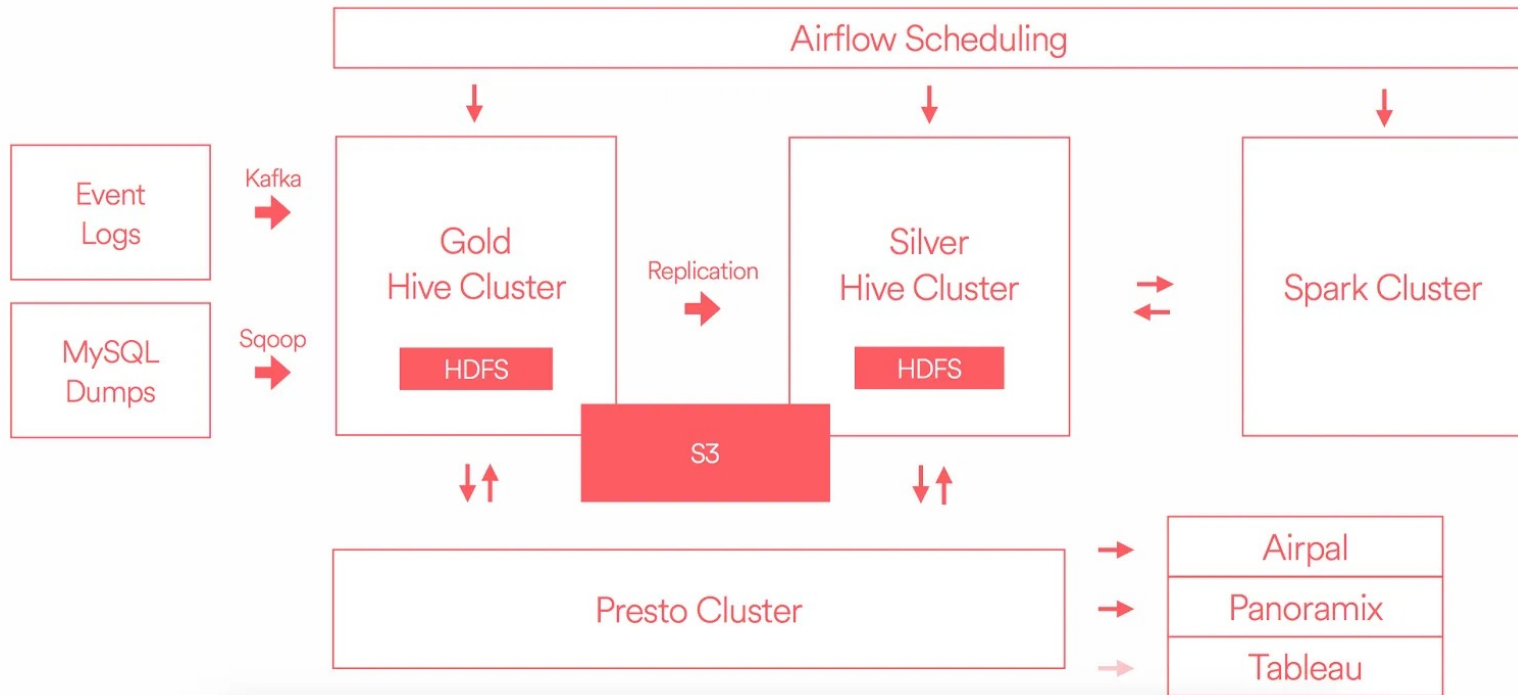 Airflow Scheduling
Event
Logs
Kafka
MySQL
Dumps
Sqoop
Gold
Hive Cluster
HDFS
Replication
Silver
Hive Cluster
HDFS
S3
Spark Cluster
Presto Cluster
Airpal
Panoramix
Tableau